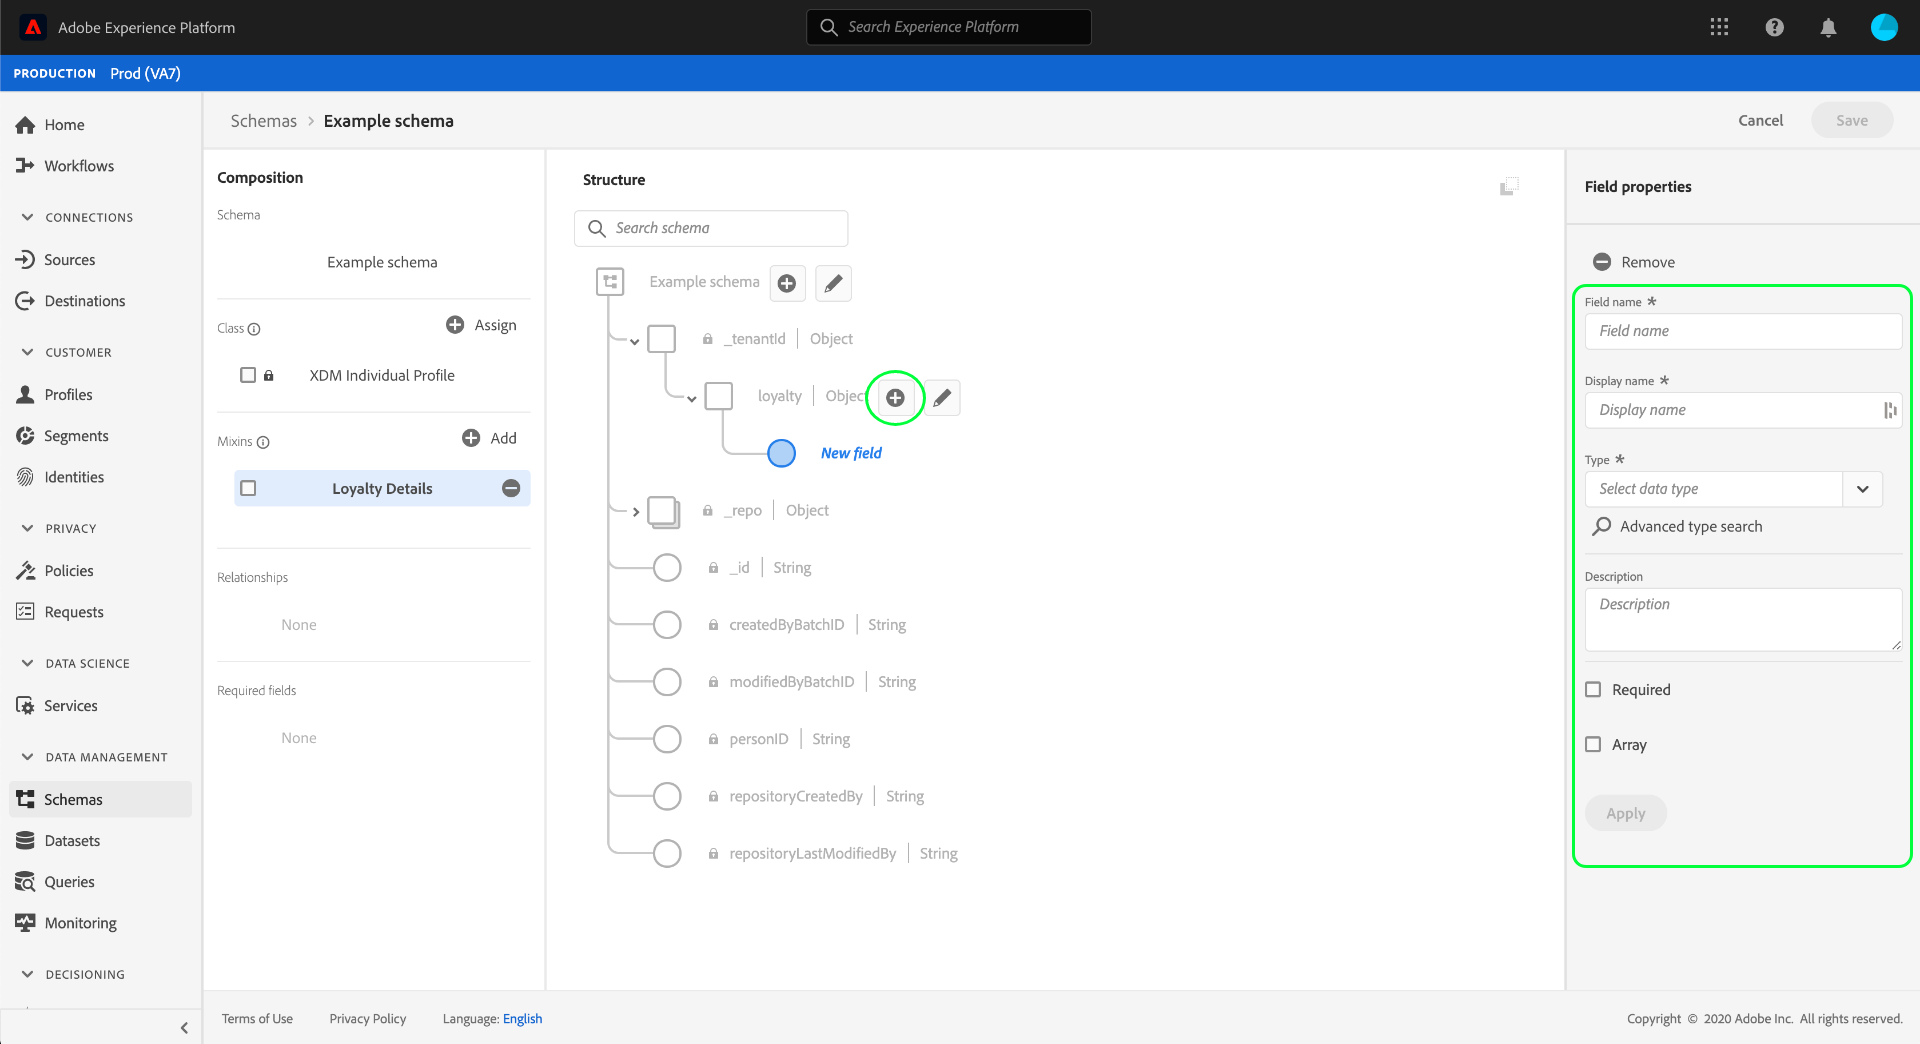 Adobe Experience Platform
Search Experience Platform
PRODUCTION Prod (VA7)
Home
Workflows
CONNECTIONS
Sources
Destinations
CUSTOMER
Profiles
Segments
Identities
PRIVACY
Policies
Requests
DATA SCIENCE
Services
DATA MANAGEMENT
Schemas
Datasets
Queries
Monitoring
DECISIONING
Schemas > Example schema
Cancel
Save
Composition
Schema
Example schema
Class
Assign
XDM Individual Profile
Mixins
Add
Loyalty Details
Relationships
None
Required fields
None
Structure
Search schema
Example schema
_tenantId | Object
loyalty | Object
New field
_repo | Object
_id | String
createdByBatchID | String
modifiedByBatchID | String
personID | String
repositoryCreatedBy | String
repositoryLastModifiedBy | String
Field properties
Remove
Field name *
Field name
Display name *
Display name
Type *
Select data type
Advanced type search
Description
Description
Required
Array
Apply
Terms of Use
Privacy Policy
Language: English
Copyright © 2020 Adobe Inc. All rights reserved.